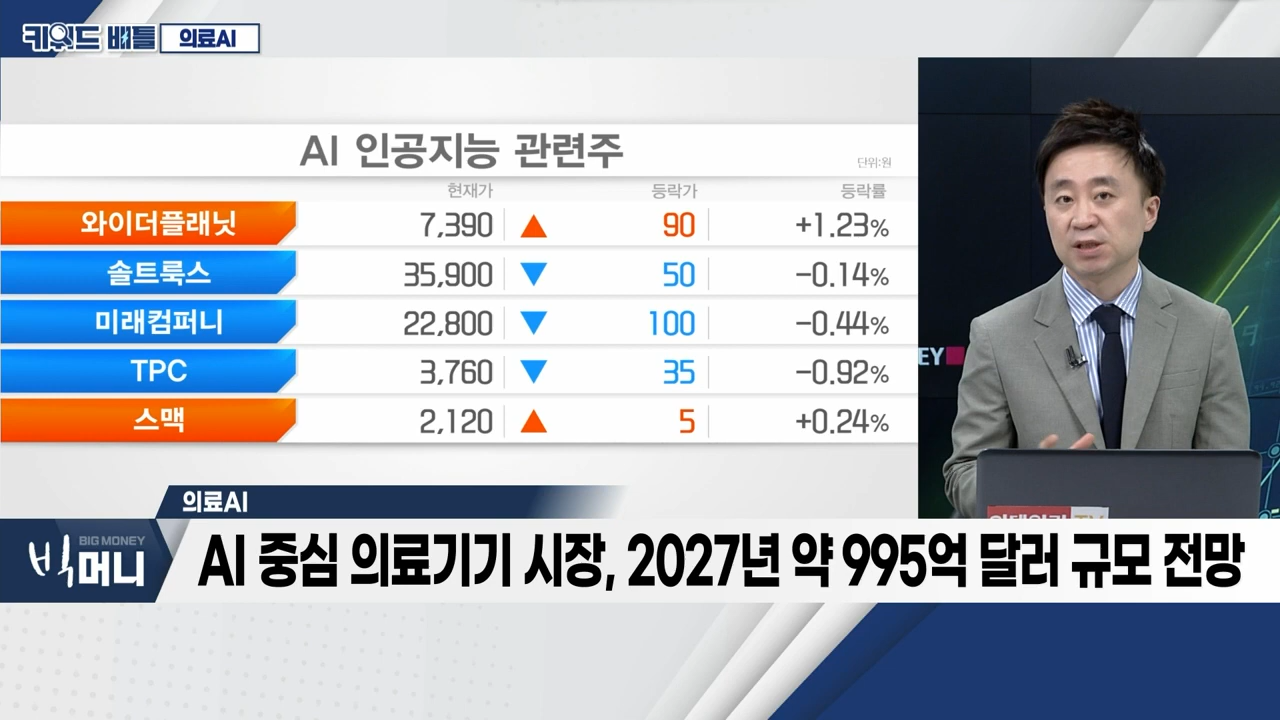 키워드 배틀 의료AI
AI 인공지능 관련주
단위:원
현재가 등락가 등락률
와이더플래닛 7,390 ▲ 90 +1.23%
솔트룩스 35,900 ▼ 50 -0.14%
미래컴퍼니 22,800 ▼ 100 -0.44%
TPC 3,760 ▼ 35 -0.92%
스맥 2,120 ▲ 5 +0.24%
EY
의료AI
BIG MONEY
빅머니
AI 중심 의료기기 시장, 2027년 약 995억 달러 규모 전망